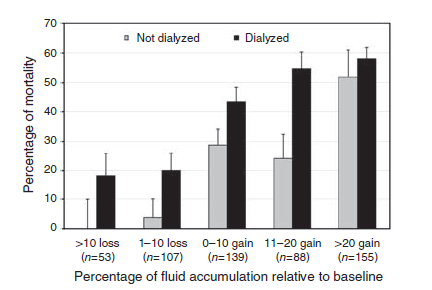 Percentage of mortality
70
60
50
40
30
20
10
0
Not dialyzed
Dialyzed
>10 loss
(n=53)
1–10 loss
(n=107)
0–10 gain
(n=139)
11–20 gain
(n=88)
>20 gain
(n=155)
Percentage of fluid accumulation relative to baseline